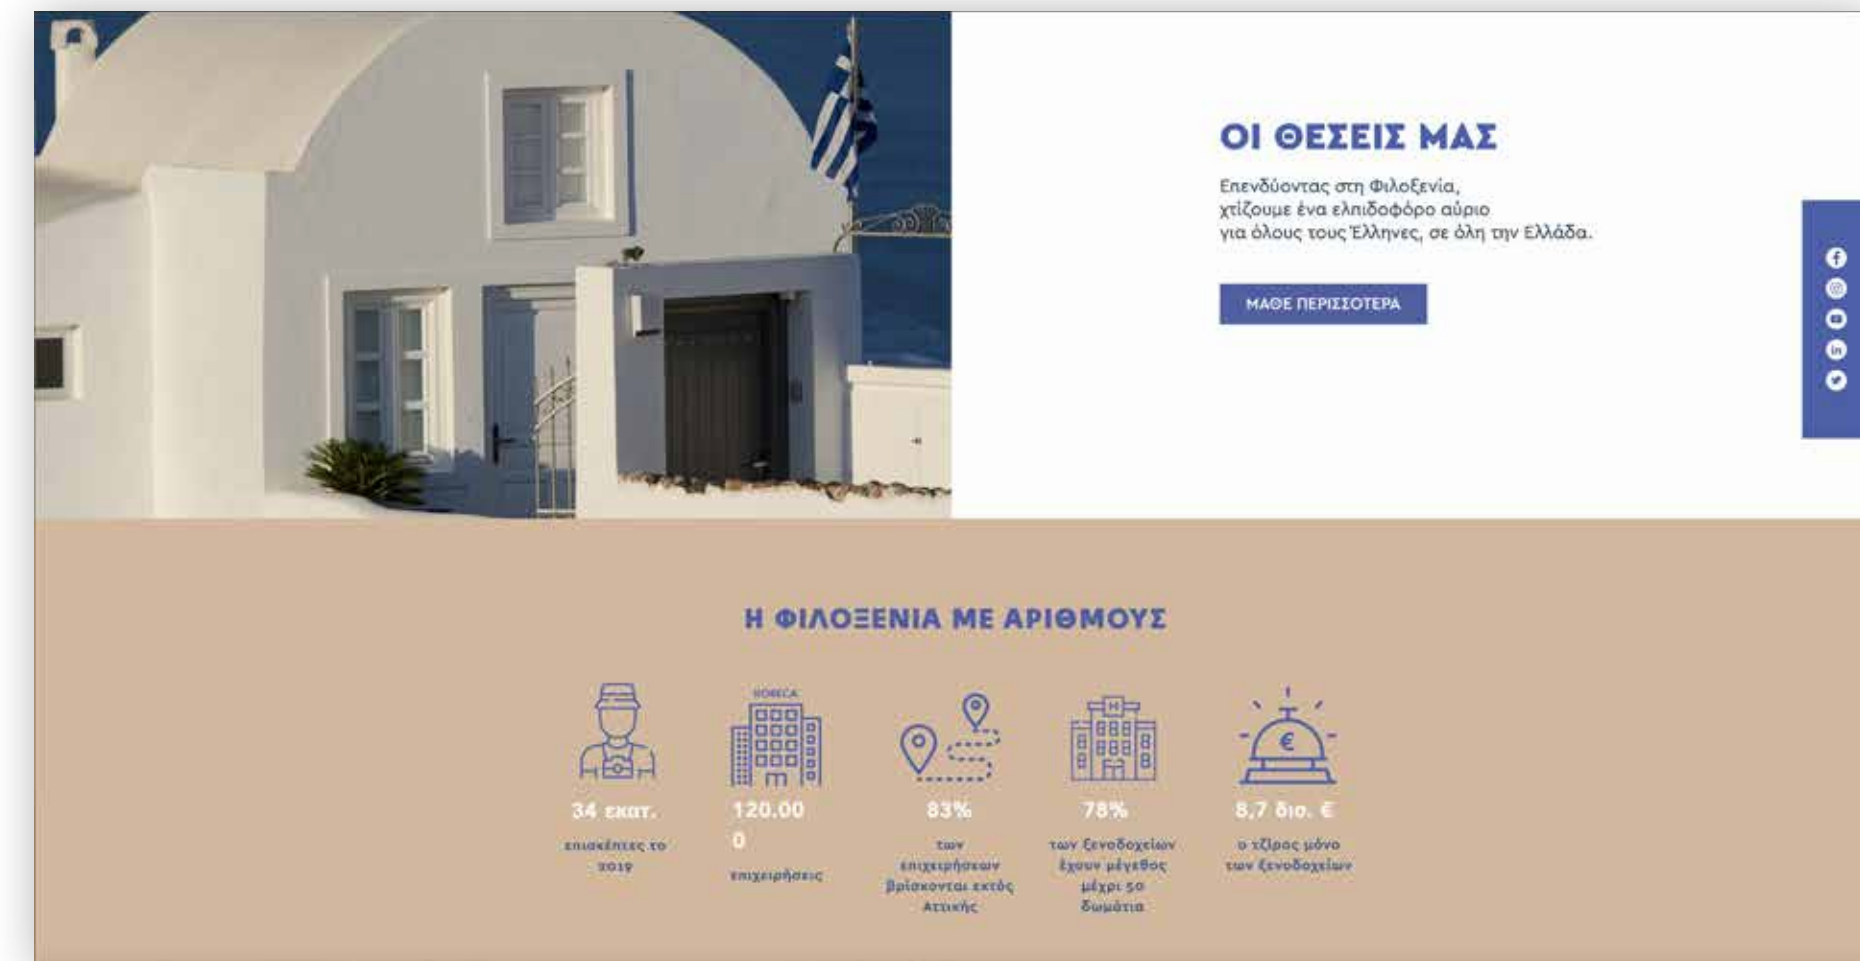 ΟΙ ΘΕΣΕΙΣ ΜΑΣ
Επενδύοντας στη Φιλοξενία,
χτίζουμε ένα ελπιδοφόρο αύριο
για όλους τους Έλληνες, σε όλη την Ελλάδα.
ΜΑΘΕ ΠΕΡΙΣΣΟΤΕΡΑ
Η ΦΙΛΟΞΕΝΙΑ ΜΕ ΑΡΙΘΜΟΥΣ
34 εκατ.
επισκέπτες το
2019
HORECA
120.00
0
επιχειρήσεις
83%
των
επιχειρήσεων
βρίσκονται εκτός
Αττικής
H
78%
των ξενοδοχείων
έχουν μέγεθος
μέχρι 50
δωμάτια
€
8,7 δισ. €
ο τζίρος μόνο
των ξενοδοχείων